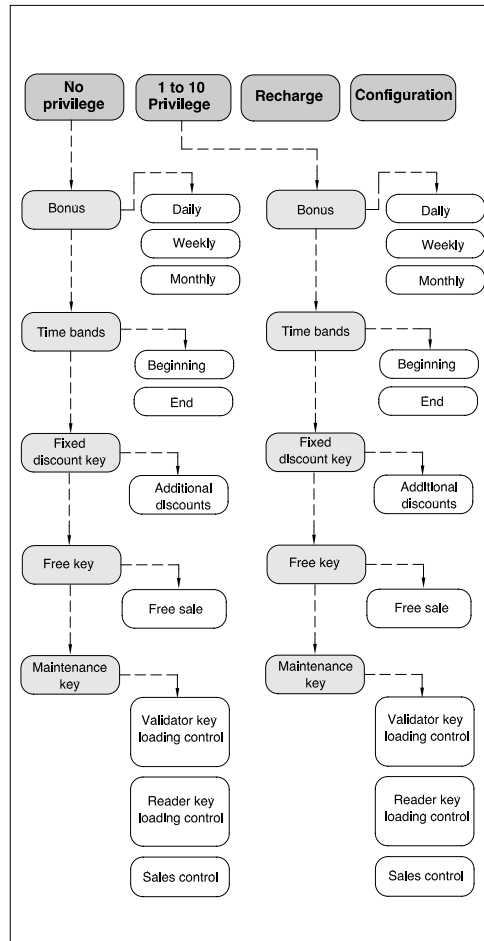 No
privilege
1 to 10
Privilege
Recharge
Configuration
Bonus
Daily
Weekly
Monthly
Time bands
Beginning
End
Fixed
discount key
Additional
discounts
Free key
Free sale
Maintenance
key
Validator key
loading control
Reader key
loading control
Sales control
Bonus
Daily
Weekly
Monthly
Time bands
Beginning
End
Fixed
discount key
Additional
discounts
Free key
Free sale
Maintenance
key
Validator key
loading control
Reader key
loading control
Sales control